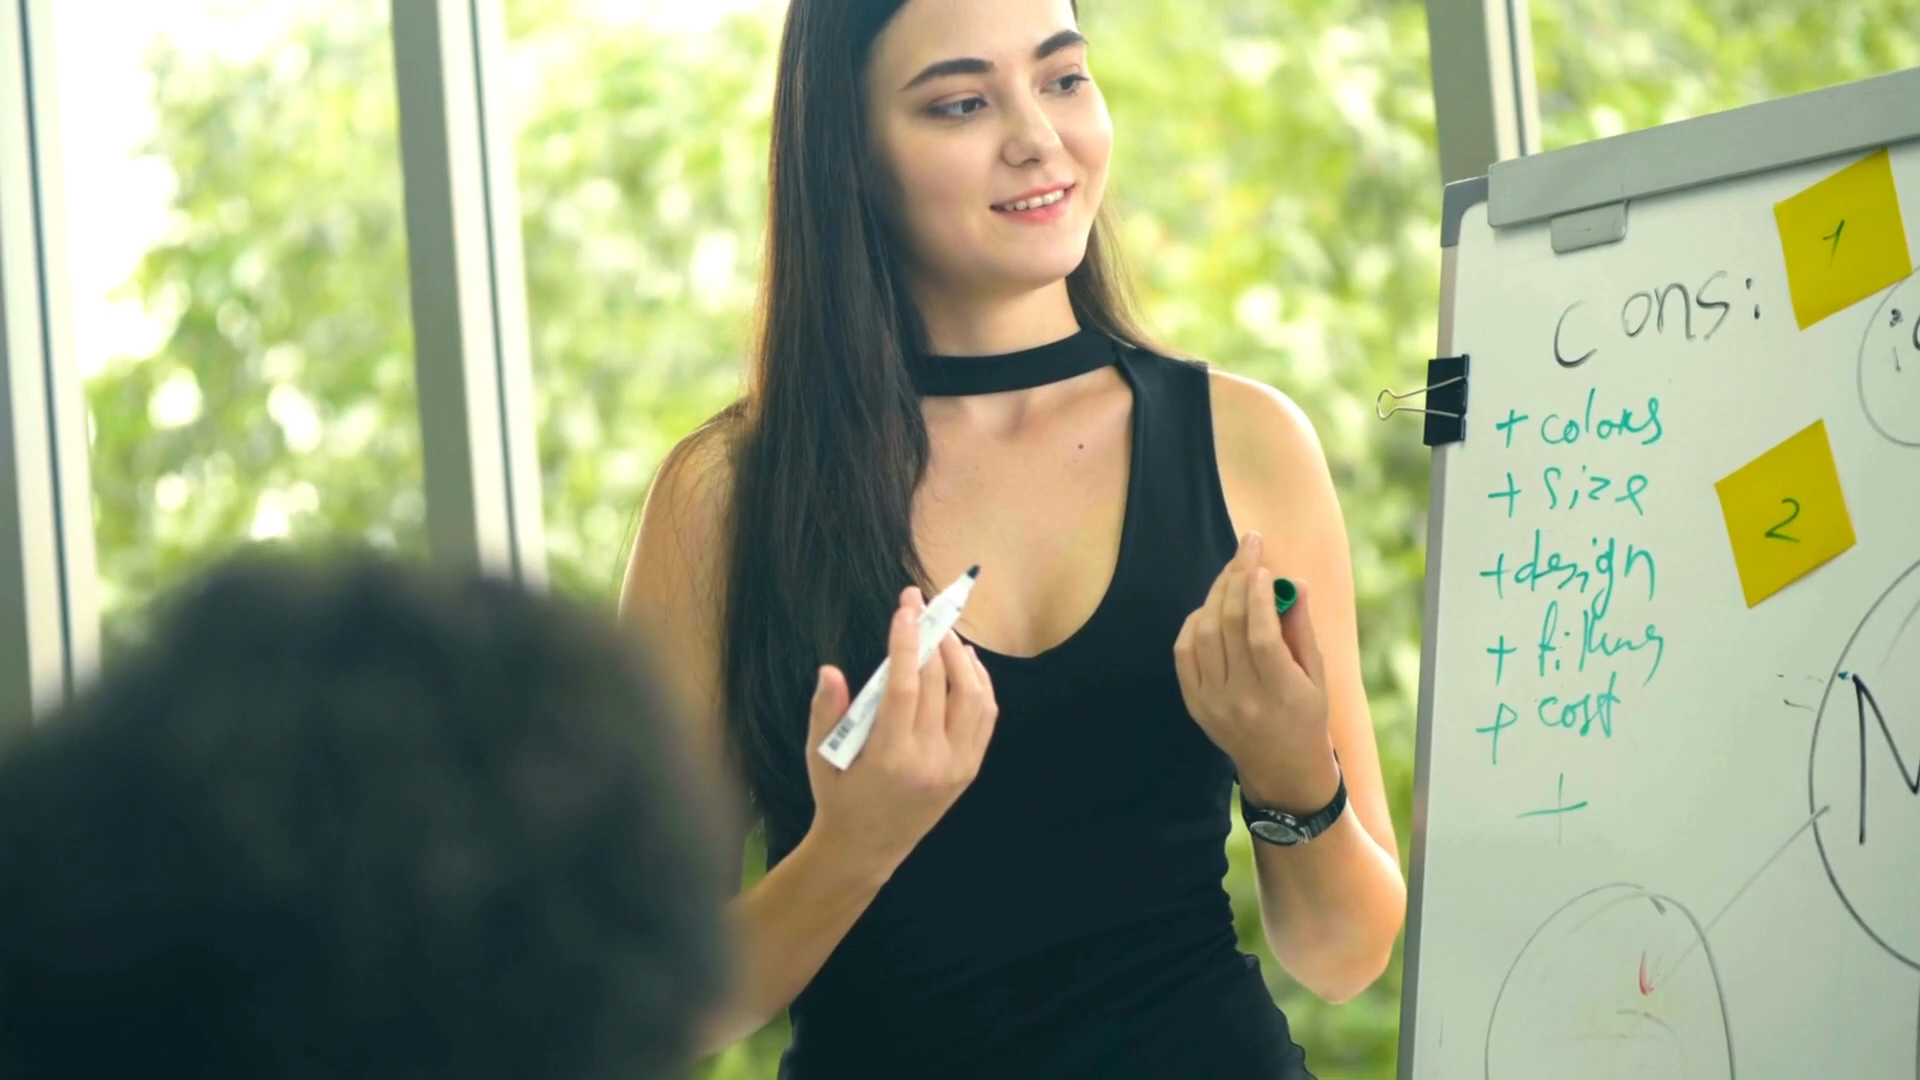 Cons:
1
+ colors
+ size
2
+ design
+ filling
+ cost
+
N